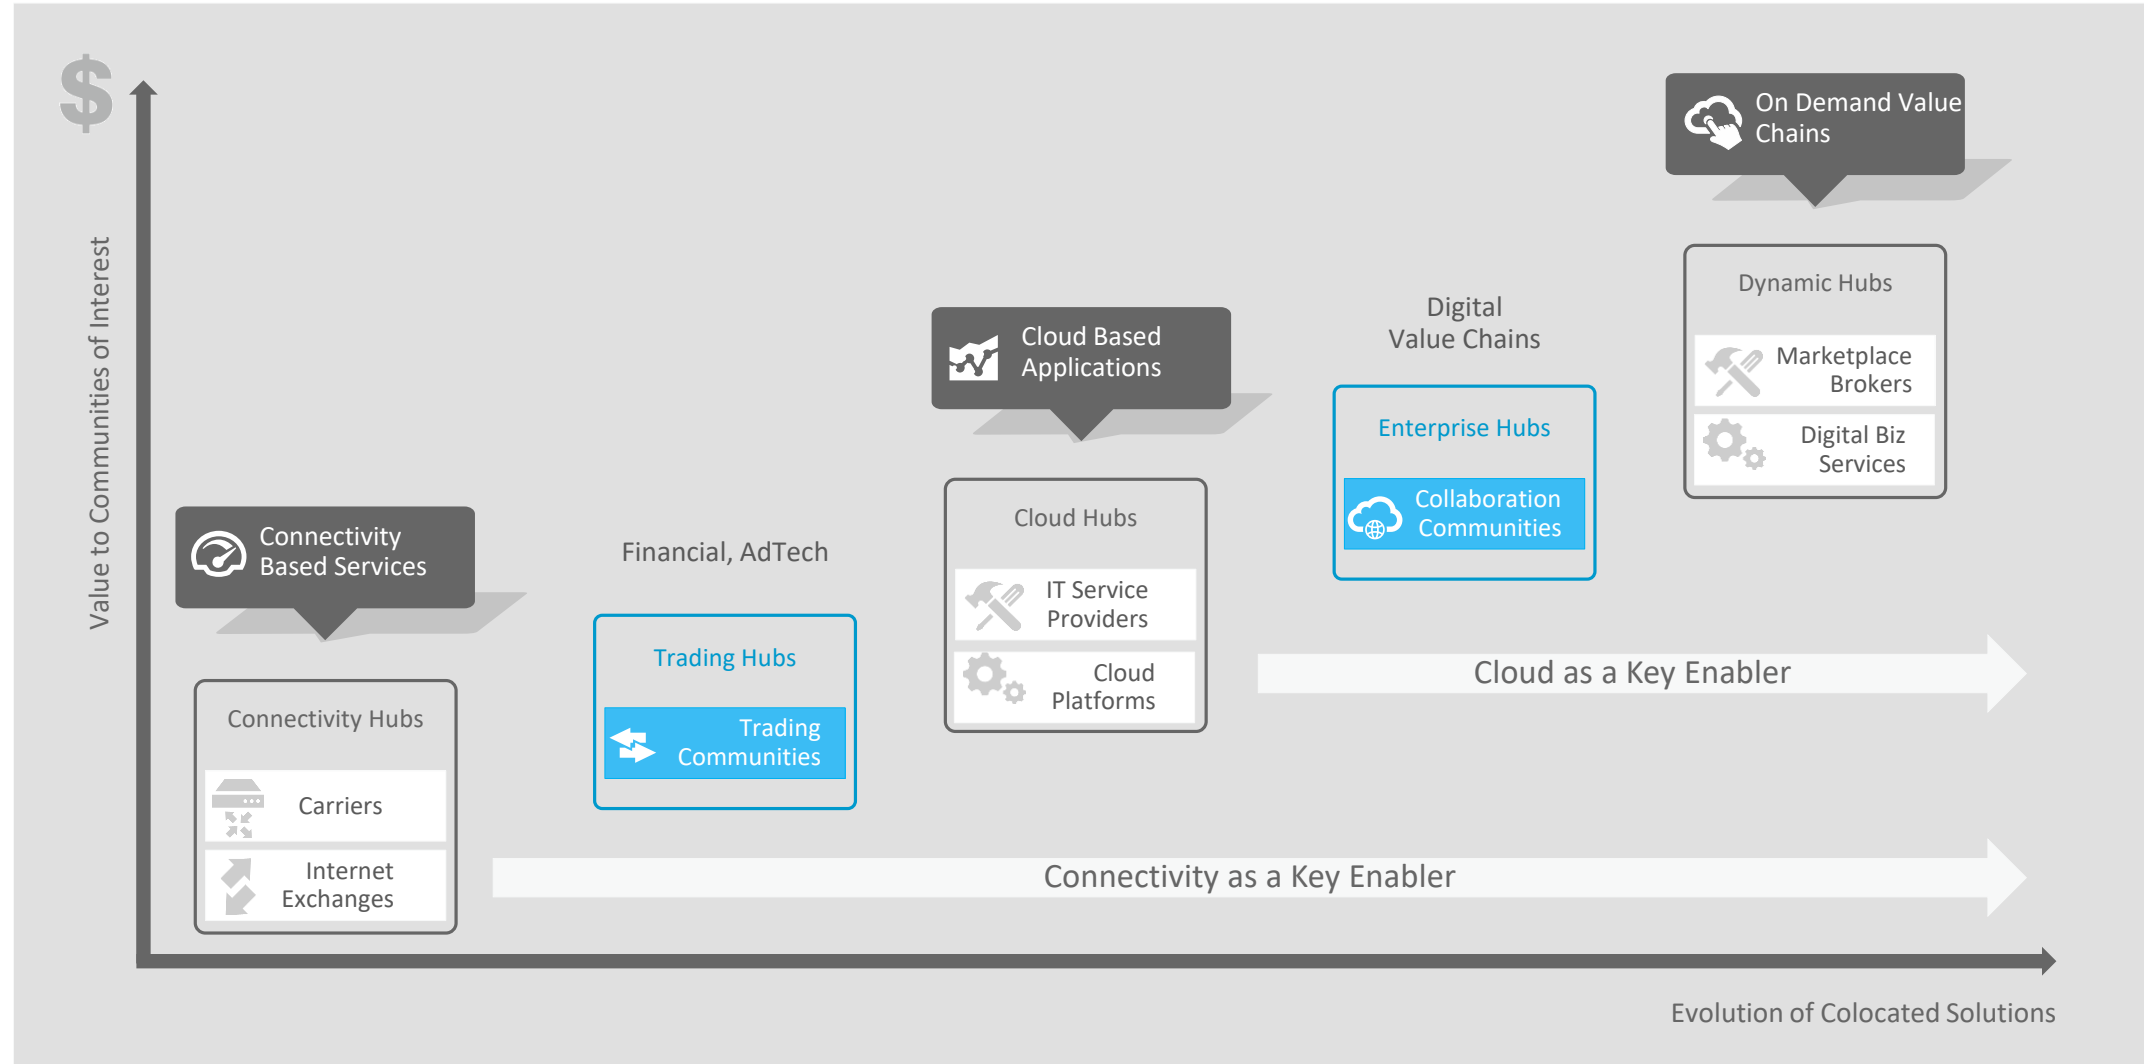 $
Value to Communities of Interest
Connectivity
Based Services
Connectivity Hubs
Carriers
Internet
Exchanges
Financial, AdTech
Trading Hubs
Trading
Communities
Cloud Based
Applications
Cloud Hubs
IT Service
Providers
Cloud
Platforms
Digital
Value Chains
Enterprise Hubs
Collaboration
Communities
On Demand Value
Chains
Dynamic Hubs
Marketplace
Brokers
Digital Biz
Services
Cloud as a Key Enabler
Connectivity as a Key Enabler
Evolution of Colocated Solutions